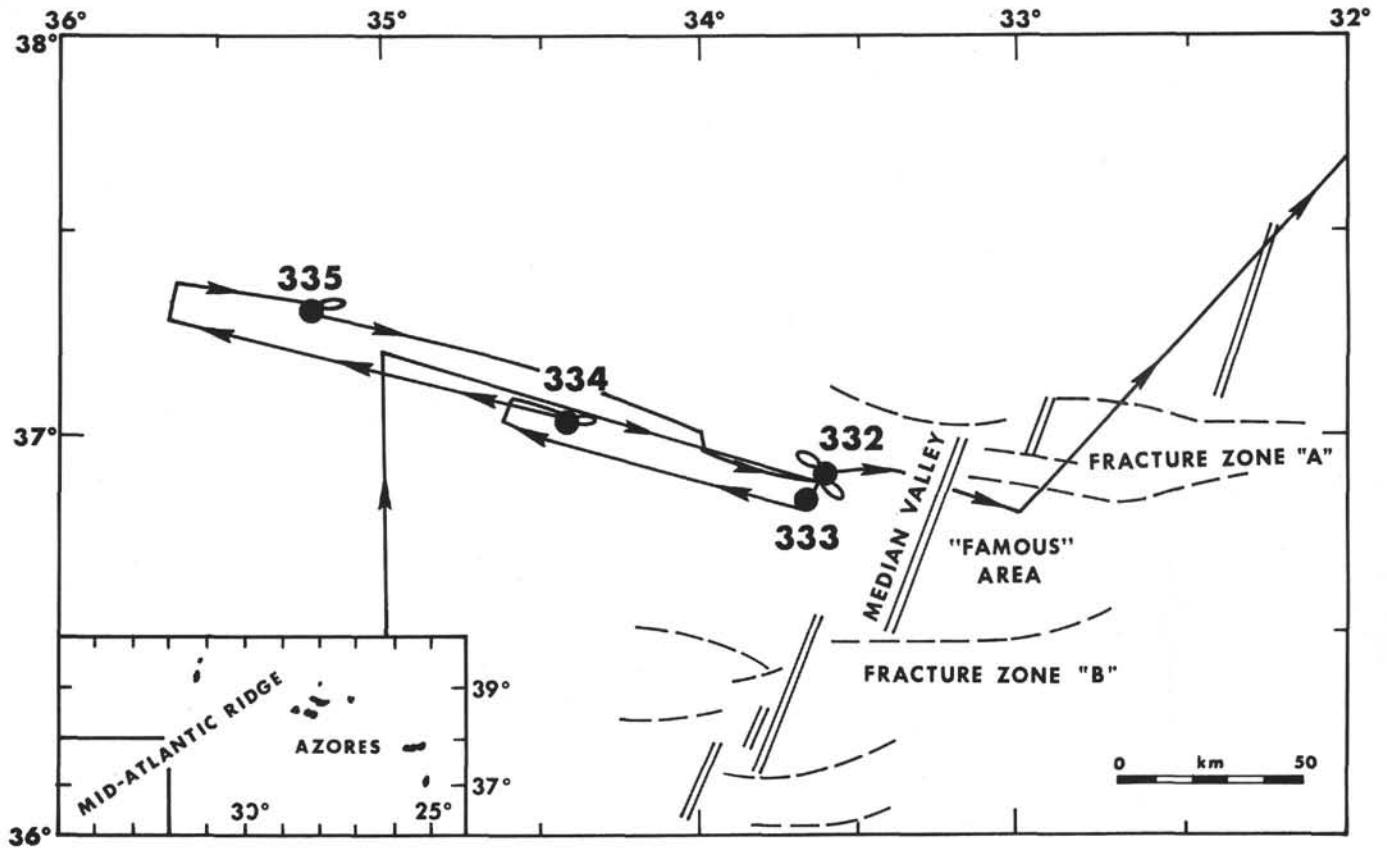 36° 35° 34° 33° 32°
38°
335
334
37°
332
FRACTURE ZONE "A"
333
MEDIAN VALLEY
"FAMOUS"
AREA
FRACTURE ZONE "B"
39°
MID-ATLANTIC RIDGE
AZORES
37°
30° 25°
0 km 50
36°